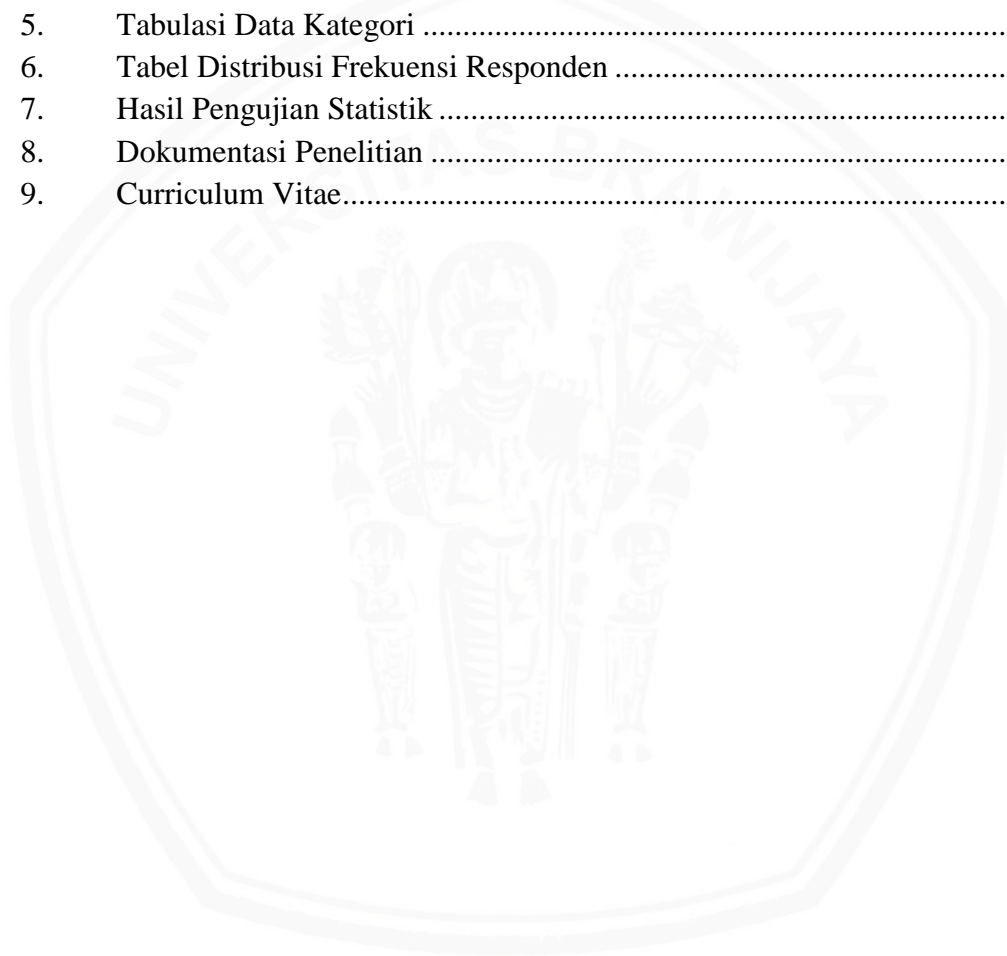 5. Tabulasi Data Kategori ..........................................................................
6. Tabel Distribusi Frekuensi Responden .................................................
7. Hasil Pengujian Statistik .......................................................................
8. Dokumentasi Penelitian ........................................................................
9. Curriculum Vitae...................................................................................
UNIVERSITAS BRAWIJAYA